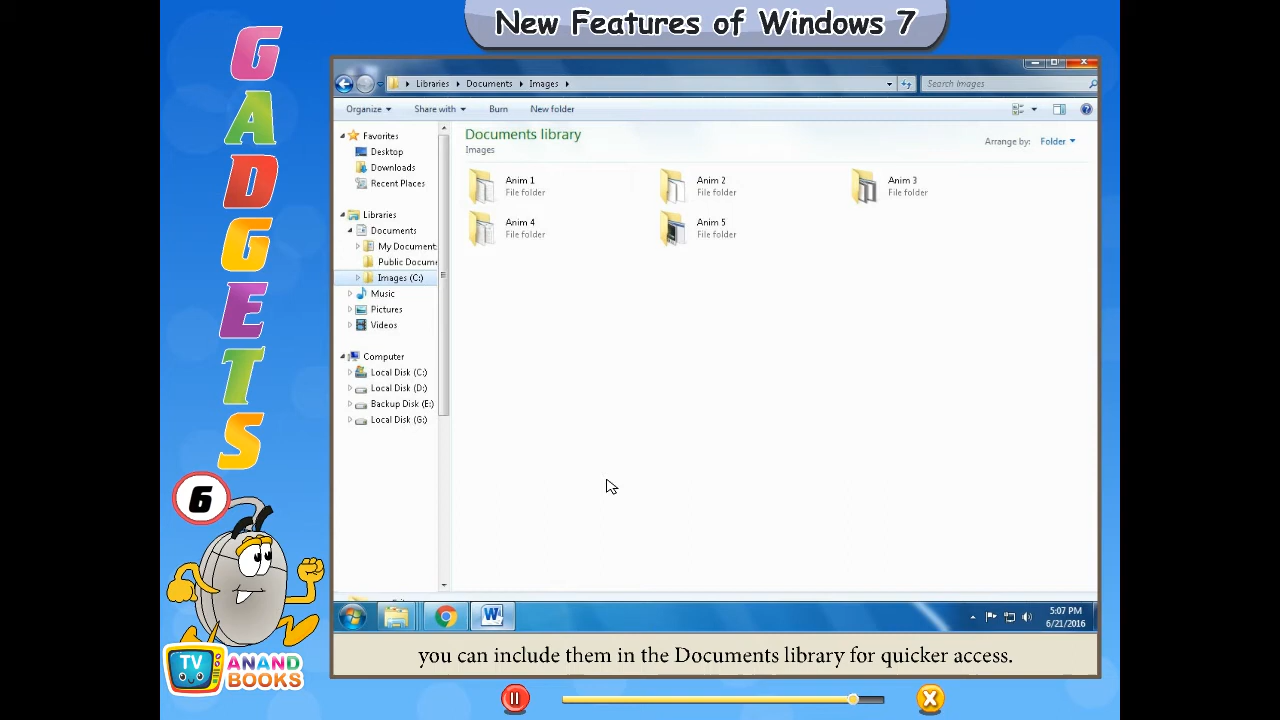 New Features of Windows 7
GADGETS
6
TV
ANAND
BOOKS
Libraries
Documents
Images
Search Images
Organize
Share with
Burn
New folder
Favorites
Desktop
Downloads
Recent Places
Libraries
Documents
My Document
Public Docum
Images (C:)
Music
Pictures
Videos
Computer
Local Disk (C:)
Local Disk (D:)
Backup Disk (E:)
Local Disk (G:)
Documents library
Images
Arrange by: Folder
Anim 1
File folder
Anim 2
File folder
Anim 3
File folder
Anim 4
File folder
Anim 5
File folder
W
5:07 PM
6/21/2016
you can include them in the Documents library for quicker access.